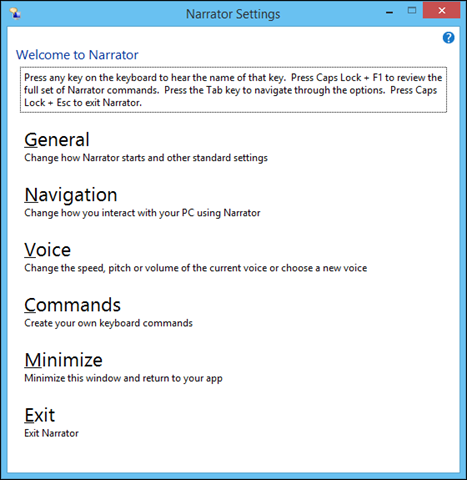 Narrator Settings
Welcome to Narrator
Press any key on the keyboard to hear the name of that key.  Press Caps Lock + F1 to review the
full set of Narrator commands.  Press the Tab key to navigate through the options.  Press Caps
Lock + Esc to exit Narrator.
General
Change how Narrator starts and other standard settings
Navigation
Change how you interact with your PC using Narrator
Voice
Change the speed, pitch or volume of the current voice or choose a new voice
Commands
Create your own keyboard commands
Minimize
Minimize this window and return to your app
Exit
Exit Narrator